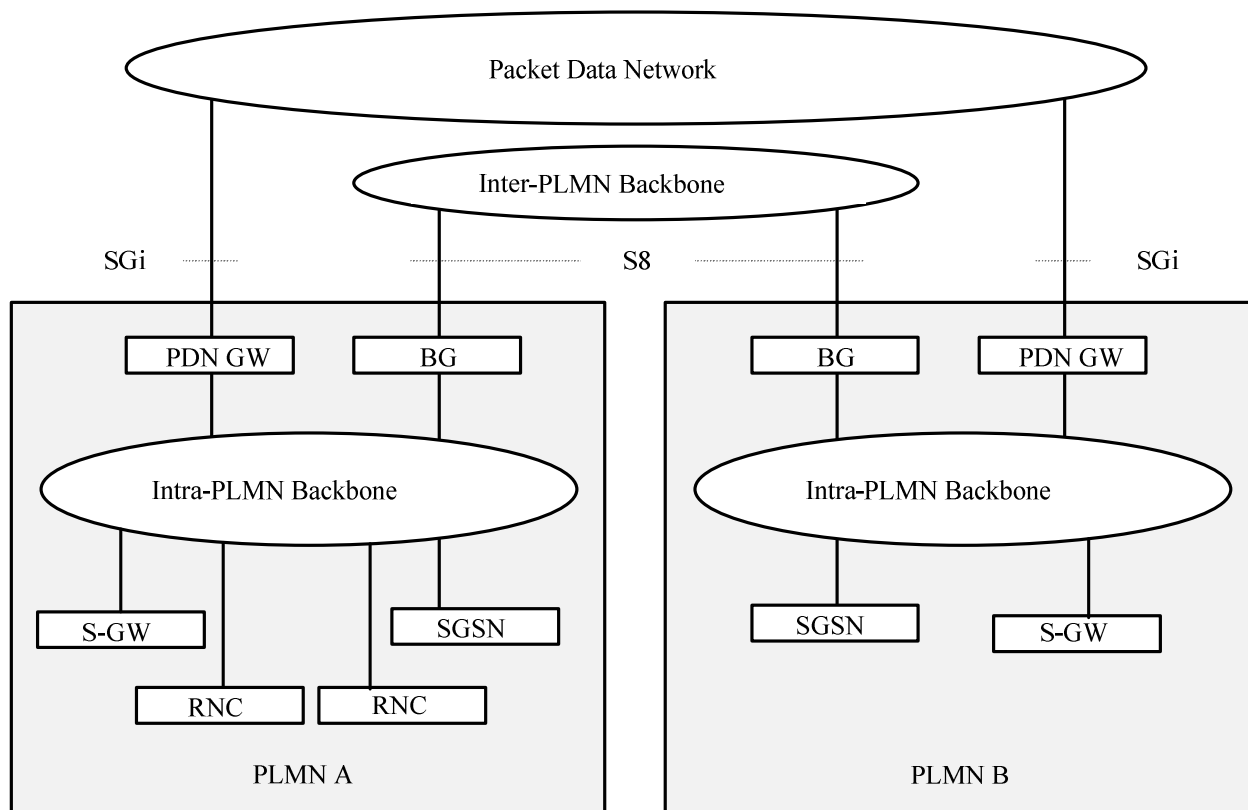 Packet Data Network
Inter-PLMN Backbone
SGi
S8
SGi
PDN GW
BG
BG
PDN GW
Intra-PLMN Backbone
Intra-PLMN Backbone
S-GW
SGSN
SGSN
S-GW
RNC
RNC
PLMN A
PLMN B